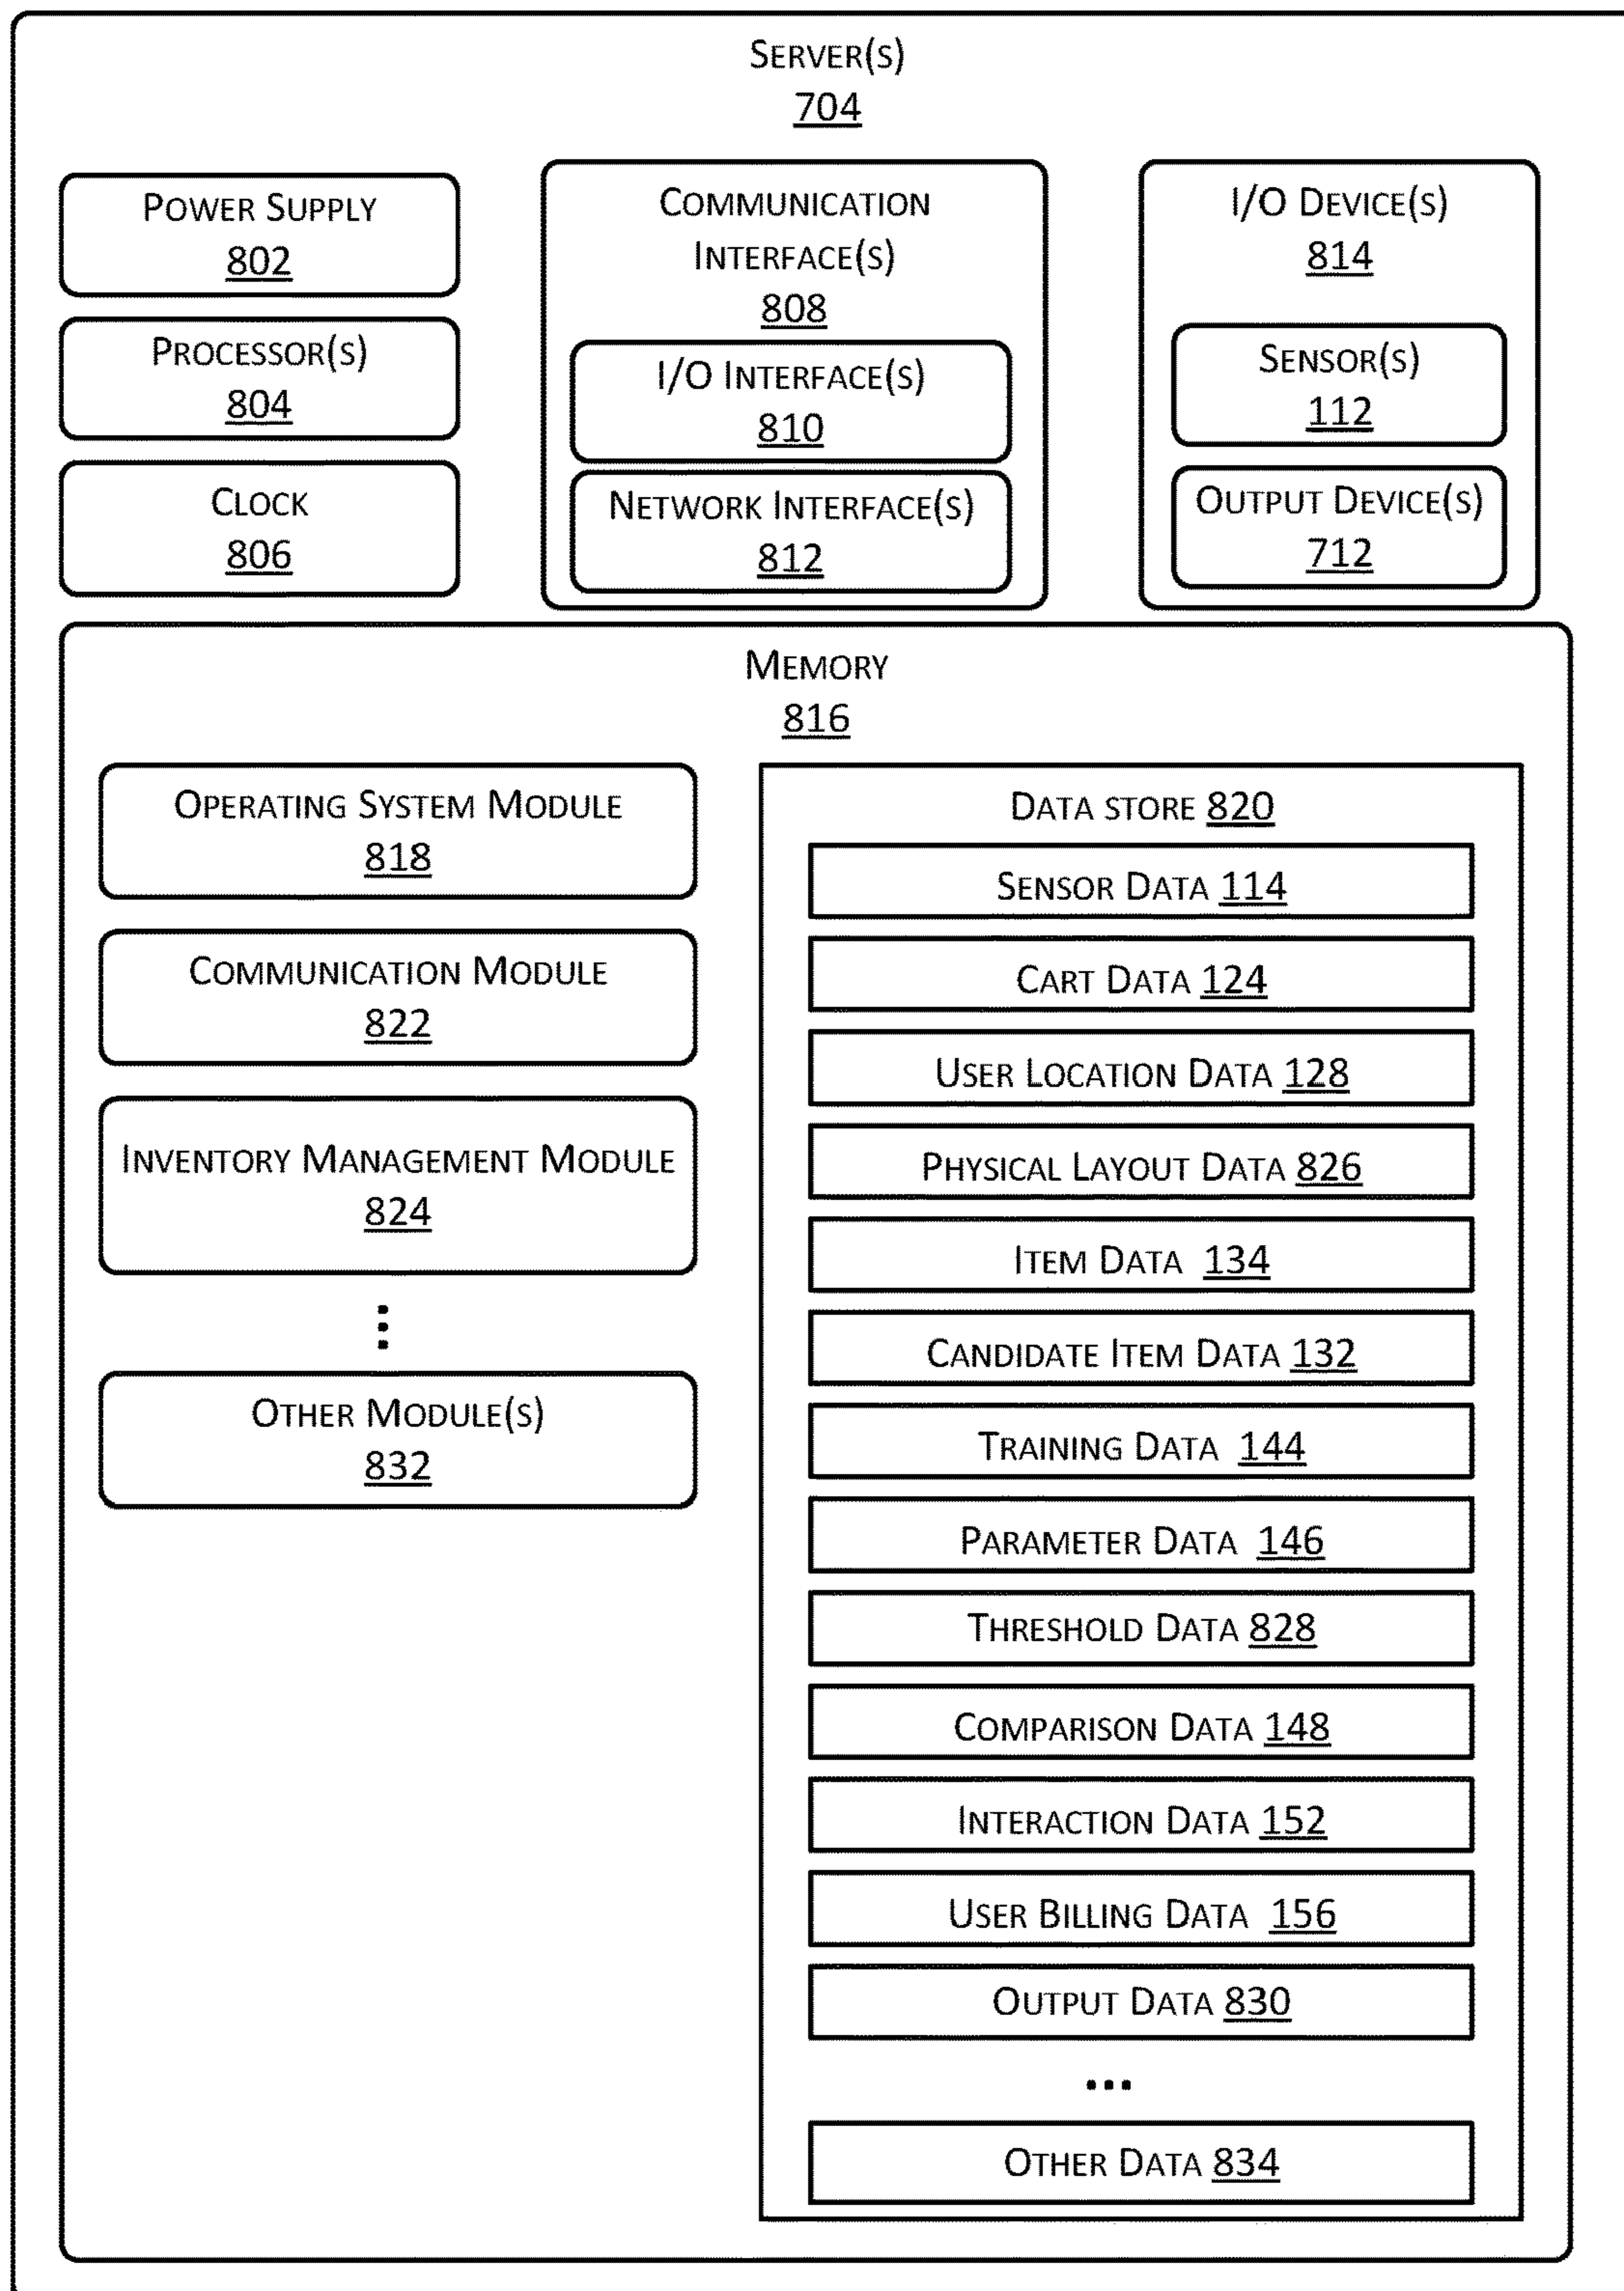 SERVER(S)
704
POWER SUPPLY
802
PROCESSOR(S)
804
CLOCK
806
COMMUNICATION
INTERFACE(S)
808
I/O INTERFACE(S)
810
NETWORK INTERFACE(S)
812
I/O DEVICE(S)
814
SENSOR(S)
112
OUTPUT DEVICE(S)
712
MEMORY
816
OPERATING SYSTEM MODULE
818
COMMUNICATION MODULE
822
INVENTORY MANAGEMENT MODULE
824
⋮
OTHER MODULE(S)
832
DATA STORE 820
SENSOR DATA 114
CART DATA 124
USER LOCATION DATA 128
PHYSICAL LAYOUT DATA 826
ITEM DATA 134
CANDIDATE ITEM DATA 132
TRAINING DATA 144
PARAMETER DATA 146
THRESHOLD DATA 828
COMPARISON DATA 148
INTERACTION DATA 152
USER BILLING DATA 156
OUTPUT DATA 830
...
OTHER DATA 834